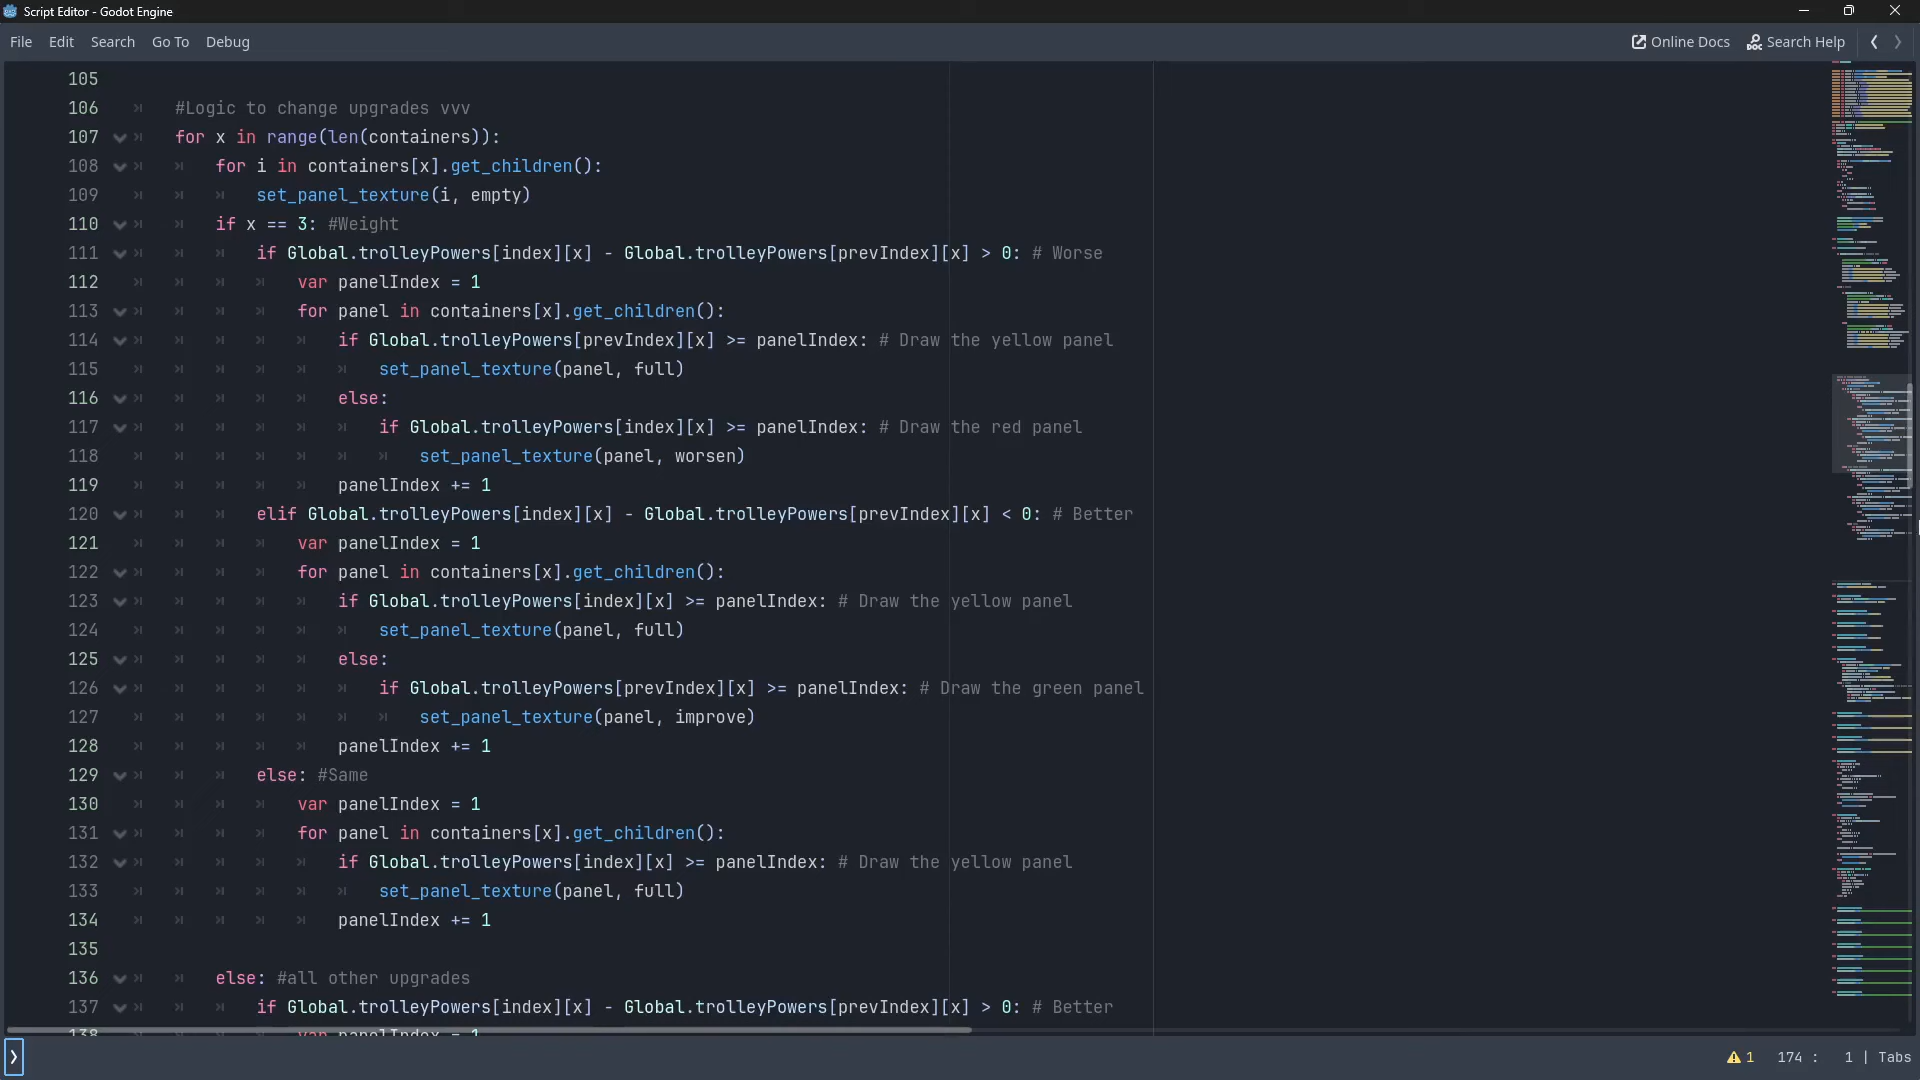 Script Editor - Godot Engine
File Edit Search Go To Debug
Online Docs Search Help
105
106 #Logic to change upgrades vvv
107 for x in range(len(containers)):
108 for i in containers[x].get_children():
109 set_panel_texture(i, empty)
110 if x == 3: #Weight
111 if Global.trolleyPowers[index][x] - Global.trolleyPowers[prevIndex][x] > 0: # Worse
112 var panelIndex = 1
113 for panel in containers[x].get_children():
114 if Global.trolleyPowers[prevIndex][x] >= panelIndex: # Draw the yellow panel
115 set_panel_texture(panel, full)
116 else:
117 if Global.trolleyPowers[index][x] >= panelIndex: # Draw the red panel
118 set_panel_texture(panel, worsen)
119 panelIndex += 1
120 elif Global.trolleyPowers[index][x] - Global.trolleyPowers[prevIndex][x] < 0: # Better
121 var panelIndex = 1
122 for panel in containers[x].get_children():
123 if Global.trolleyPowers[index][x] >= panelIndex: # Draw the yellow panel
124 set_panel_texture(panel, full)
125 else:
126 if Global.trolleyPowers[prevIndex][x] >= panelIndex: # Draw the green panel
127 set_panel_texture(panel, improve)
128 panelIndex += 1
129 else: #Same
130 var panelIndex = 1
131 for panel in containers[x].get_children():
132 if Global.trolleyPowers[index][x] >= panelIndex: # Draw the yellow panel
133 set_panel_texture(panel, full)
134 panelIndex += 1
135
136 else: #all other upgrades
137 if Global.trolleyPowers[index][x] - Global.trolleyPowers[prevIndex][x] > 0: # Better
138 var panelIndex = 1
1 174 : 1 | Tabs